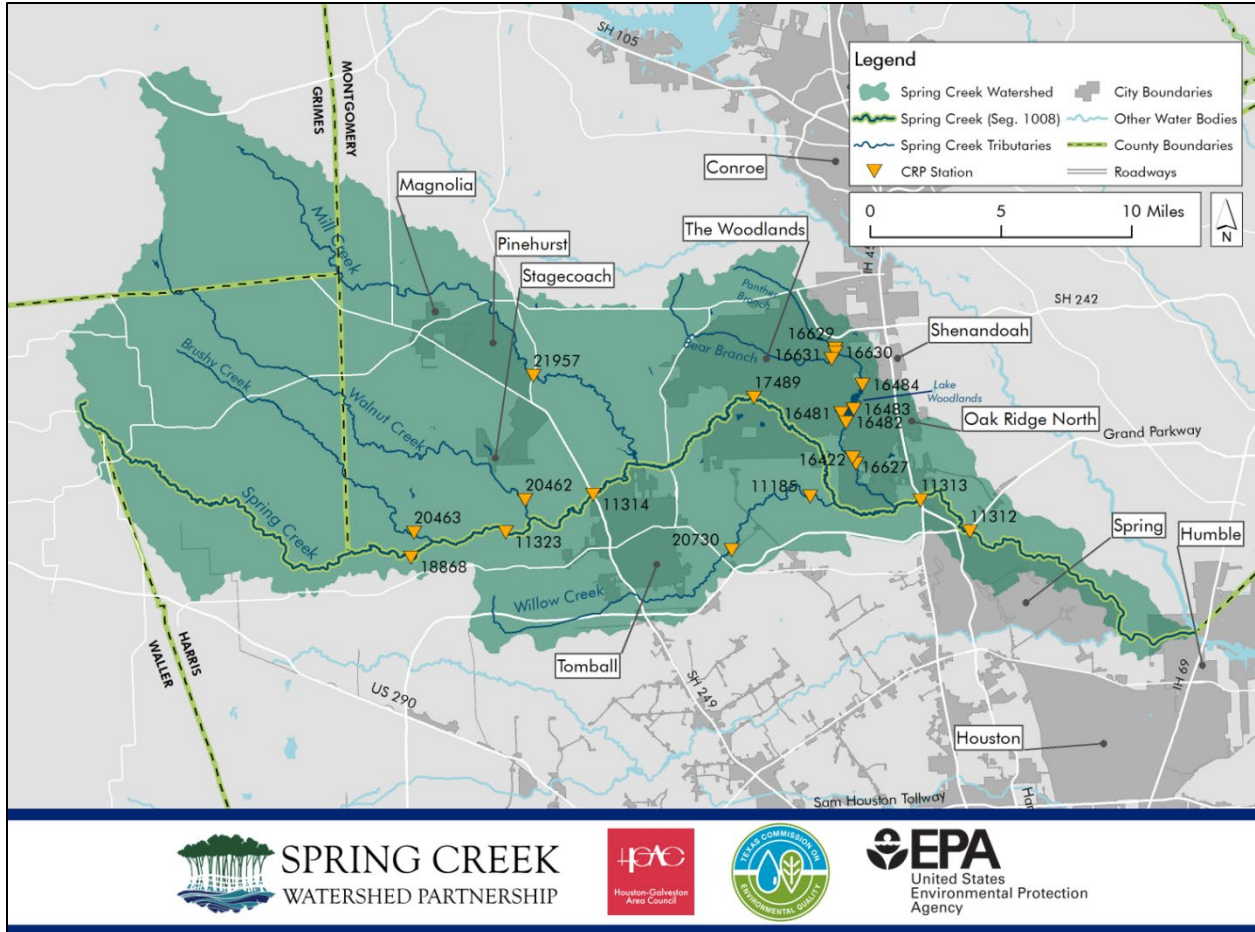 SH 105
Legend
Spring Creek Watershed
City Boundaries
Spring Creek (Seg. 1008)
Other Water Bodies
Spring Creek Tributaries
County Boundaries
CRP Station
Roadways
0 5 10 Miles
N
MONTGOMERY
GRIMES
Conroe
Magnolia
Mill Creek
Pinehurst
Stagecoach
The Woodlands
IH 45
Panther Branch
SH 242
Shenandoah
16629
16630
16631
Bear Branch
21957
Brushy Creek
17489
16484
Lake Woodlands
16481
16483
16482
Walnut Creek
Oak Ridge North
Grand Parkway
16422
16627
11185
11313
11314
20462
20463
11312
Spring Creek
11323
20730
Spring
Humble
18868
Willow Creek
HARRIS
WALLER
Tomball
US 290
SH 249
IH 69
Houston
Sam Houston Tollway
Har
SPRING CREEK
WATERSHED PARTNERSHIP
Houston-Galveston
Area Council
TEXAS COMMISSION ON
ENVIRONMENTAL QUALITY
EPA
United States
Environmental Protection
Agency